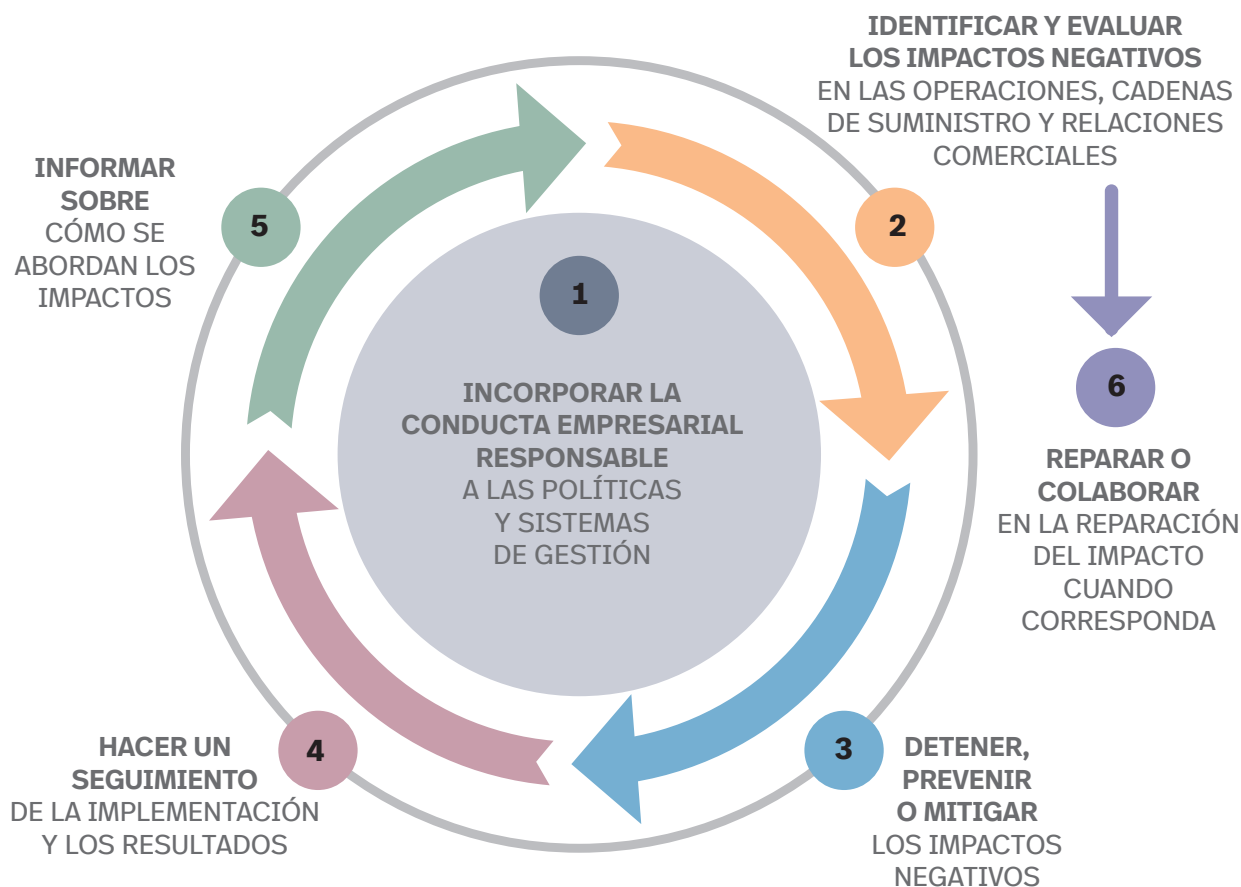 1
INCORPORAR LA
CONDUCTA EMPRESARIAL
RESPONSABLE
A LAS POLÍTICAS
Y SISTEMAS
DE GESTIÓN
2
IDENTIFICAR Y EVALUAR
LOS IMPACTOS NEGATIVOS
EN LAS OPERACIONES, CADENAS
DE SUMINISTRO Y RELACIONES
COMERCIALES
3
DETENER,
PREVENIR
O MITIGAR
LOS IMPACTOS
NEGATIVOS
4
HACER UN
SEGUIMIENTO
DE LA IMPLEMENTACIÓN
Y LOS RESULTADOS
5
INFORMAR
SOBRE
CÓMO SE
ABORDAN LOS
IMPACTOS
6
REPARAR O
COLABORAR
EN LA REPARACIÓN
DEL IMPACTO
CUANDO
CORRESPONDA